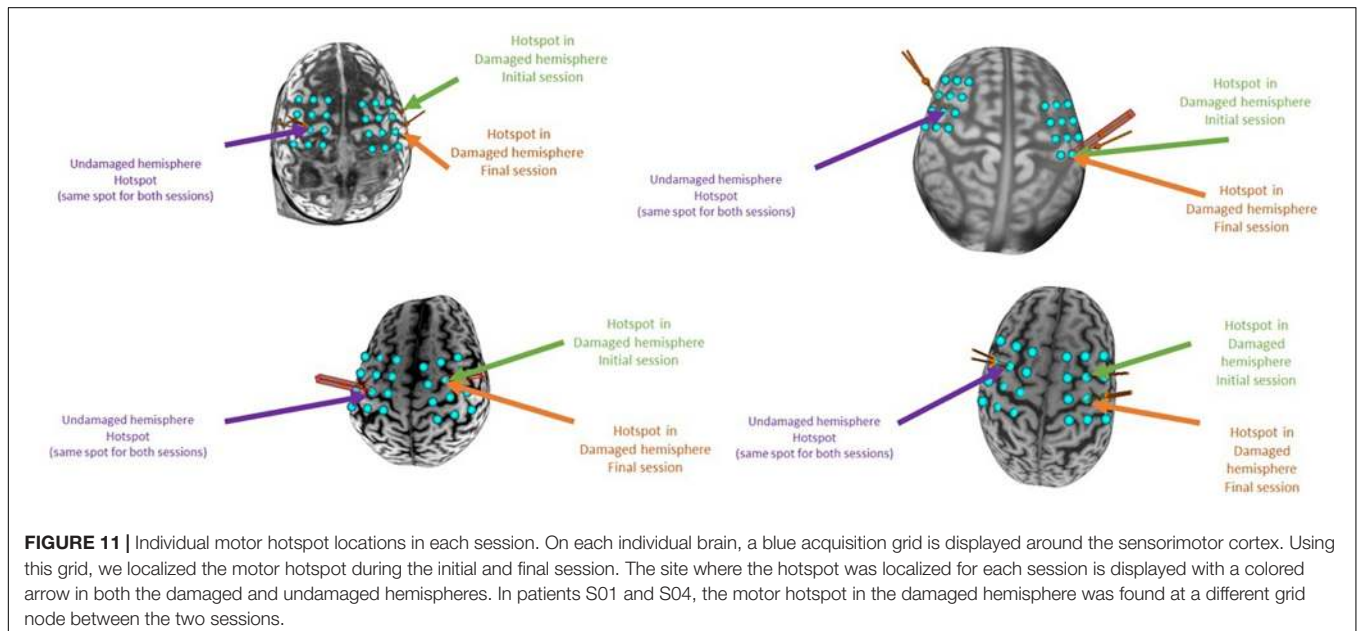 Hotspot in
Damaged hemisphere
Initial session
Hotspot in
Damaged hemisphere
Final session
Undamaged hemisphere
Hotspot
(same spot for both sessions)
Hotspot in
Damaged hemisphere
Initial session
Hotspot in
Damaged hemisphere
Final session
Undamaged hemisphere
Hotspot
(same spot for both sessions)
Hotspot in
Damaged hemisphere
Initial session
Hotspot in
Damaged hemisphere
Final session
Undamaged hemisphere
Hotspot
(same spot for both sessions)
Hotspot in
Damaged
hemisphere
Initial session
Hotspot in
Damaged
hemisphere
Final session
Undamaged hemisphere
Hotspot
(same spot for both sessions)
FIGURE 11 | Individual motor hotspot locations in each session. On each individual brain, a blue acquisition grid is displayed around the sensorimotor cortex. Using
this grid, we localized the motor hotspot during the initial and final session. The site where the hotspot was localized for each session is displayed with a colored
arrow in both the damaged and undamaged hemispheres. In patients S01 and S04, the motor hotspot in the damaged hemisphere was found at a different grid
node between the two sessions.